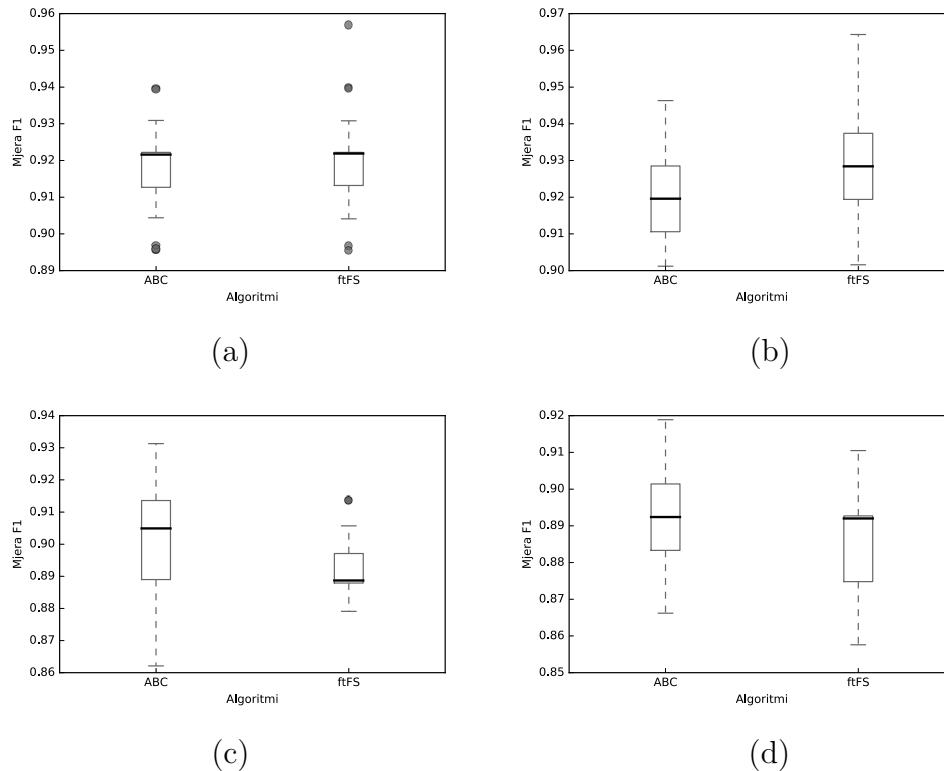 0.96
0.95
0.94
0.93
0.92
0.91
0.90
0.89
Mjera F1
ABC
ftFS
Algoritmi
(a)
0.97
0.96
0.95
0.94
0.93
0.92
0.91
0.90
Mjera F1
ABC
ftFS
Algoritmi
(b)
0.94
0.93
0.92
0.91
0.90
0.89
0.88
0.87
0.86
Mjera F1
ABC
ftFS
Algoritmi
(c)
0.92
0.91
0.90
0.89
0.88
0.87
0.86
0.85
Mjera F1
ABC
ftFS
Algoritmi
(d)